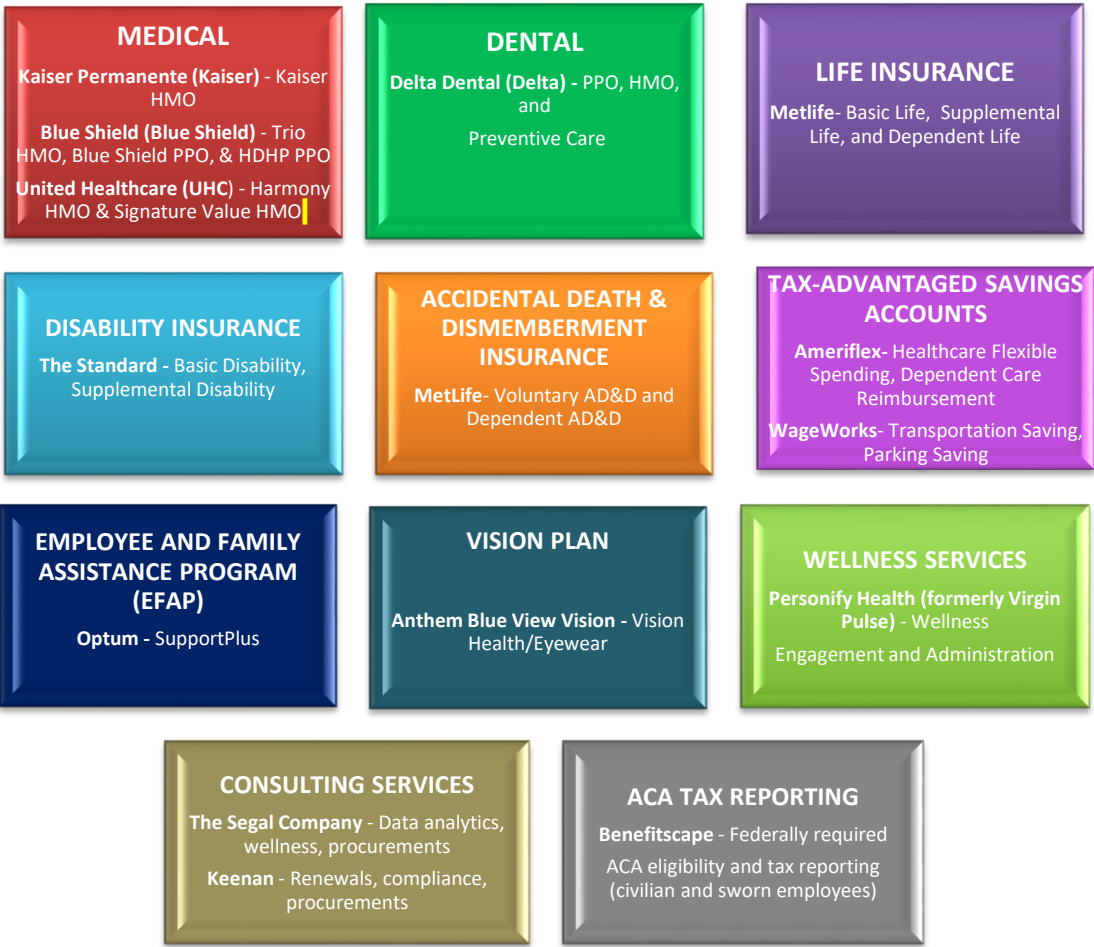 MEDICAL
Kaiser Permanente (Kaiser) - Kaiser
HMO
Blue Shield (Blue Shield) - Trio
HMO, Blue Shield PPO, & HDHP PPO
United Healthcare (UHC) - Harmony
HMO & Signature Value HMO
DENTAL
Delta Dental (Delta) - PPO, HMO,
and
Preventive Care
LIFE INSURANCE
Metlife- Basic Life, Supplemental
Life, and Dependent Life
DISABILITY INSURANCE
The Standard - Basic Disability,
Supplemental Disability
ACCIDENTAL DEATH &
DISMEMBERMENT
INSURANCE
MetLife- Voluntary AD&D and
Dependent AD&D
TAX-ADVANTAGED SAVINGS
ACCOUNTS
Ameriflex- Healthcare Flexible
Spending, Dependent Care
Reimbursement
WageWorks- Transportation Saving,
Parking Saving
EMPLOYEE AND FAMILY
ASSISTANCE PROGRAM
(EFAP)
Optum - SupportPlus
VISION PLAN
Anthem Blue View Vision - Vision
Health/Eyewear
WELLNESS SERVICES
Personify Health (formerly Virgin
Pulse) - Wellness
Engagement and Administration
CONSULTING SERVICES
The Segal Company - Data analytics,
wellness, procurements
Keenan - Renewals, compliance,
procurements
ACA TAX REPORTING
Benefitscape - Federally required
ACA eligibility and tax reporting
(civilian and sworn employees)